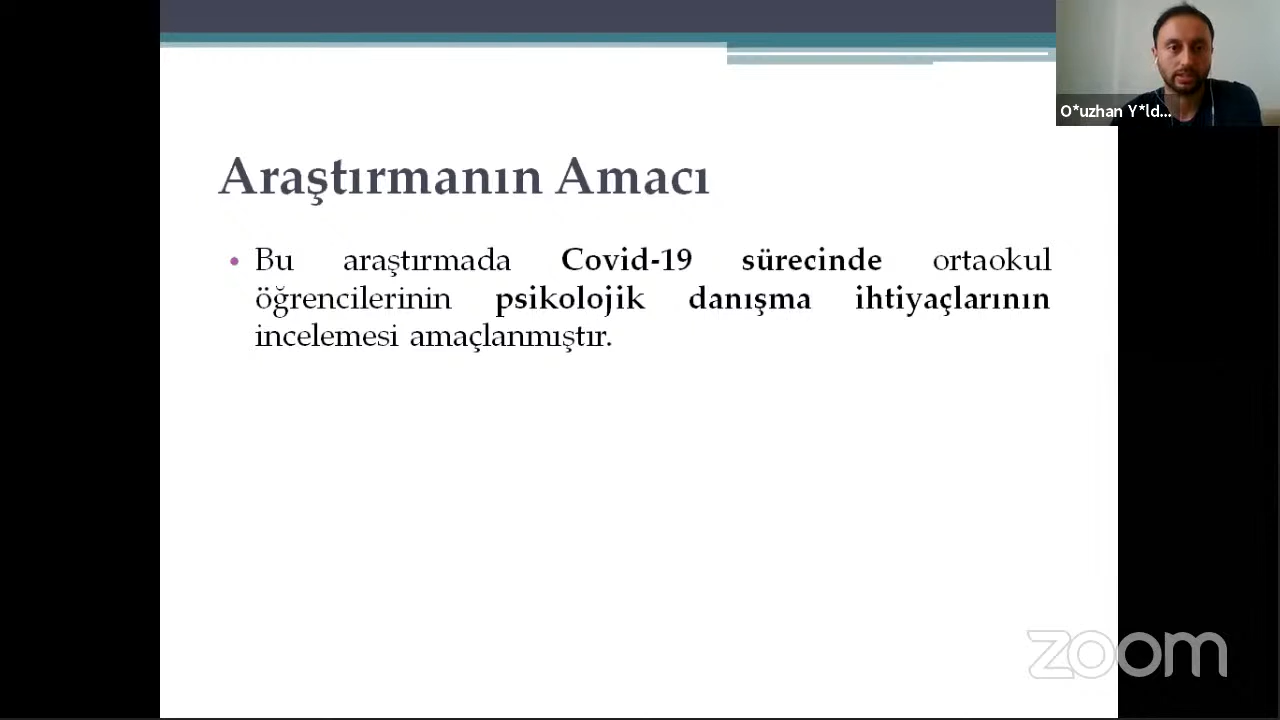 O*uzhan Y*ld...
Araştırmanın Amacı
• Bu araştırmada Covid-19 sürecinde ortaokul
öğrencilerinin psikolojik danışma ihtiyaçlarının
incelemesi amaçlanmıştır.
zoom